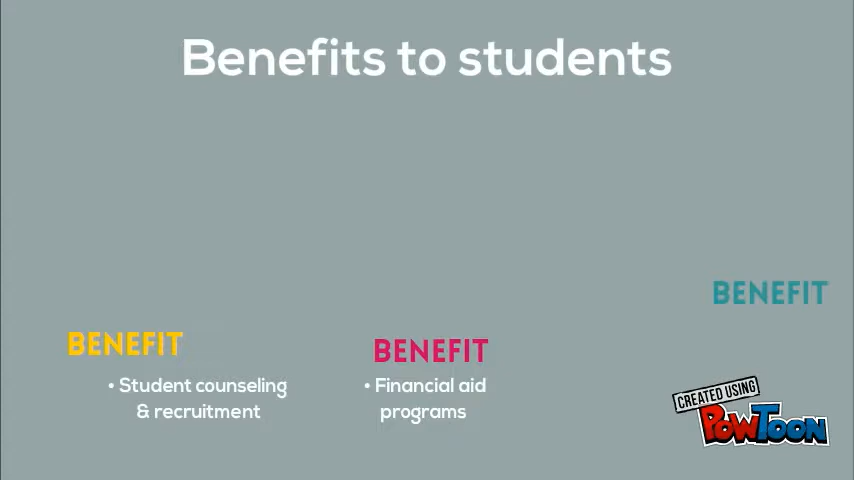 Benefits to students
BENEFIT
• Student counseling
& recruitment
BENEFIT
• Financial aid
programs
BENEFIT
CREATED USING
POWTOON